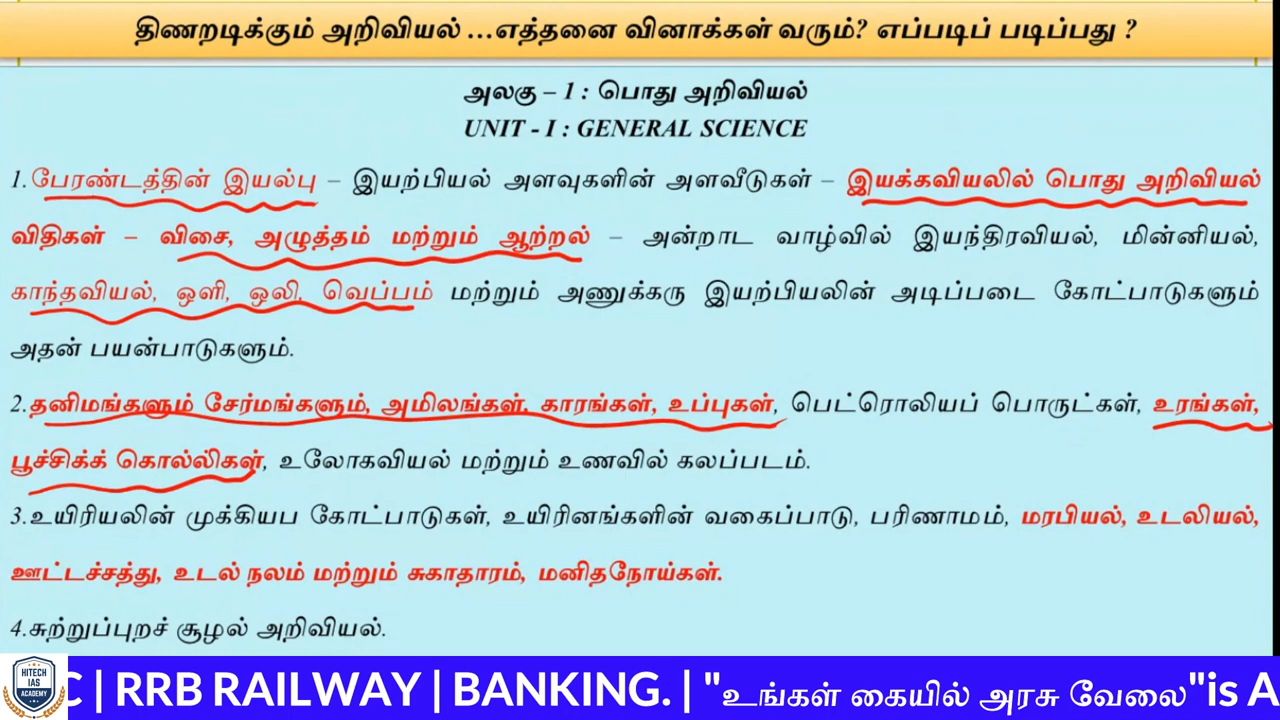 திணறடிக்கும் அறிவியல் ...எத்தனை வினாக்கள் வரும்? எப்படிப் படிப்பது ?
அலகு – 1 : பொது அறிவியல்
UNIT - I : GENERAL SCIENCE
1.பேரண்டத்தின் இயல்பு – இயற்பியல் அளவுகளின் அளவீடுகள் – இயக்கவியலில் பொது அறிவியல்
விதிகள் – விசை, அழுத்தம் மற்றும் ஆற்றல் – அன்றாட வாழ்வில் இயந்திரவியல், மின்னியல்,
காந்தவியல், ஒளி, ஒலி, வெப்பம் மற்றும் அணுக்கரு இயற்பியலின் அடிப்படை கோட்பாடுகளும்
அதன் பயன்பாடுகளும்.
2.தனிமங்களும் சேர்மங்களும், அமிலங்கள், காரங்கள், உப்புகள், பெட்ரொலியப் பொருட்கள், உரங்கள்,
பூச்சிக்க் கொல்லிகள், உலோகவியல் மற்றும் உணவில் கலப்படம்.
3.உயிரியலின் முக்கியப கோட்பாடுகள், உயிரினங்களின் வகைப்பாடு, பரிணாமம், மரபியல், உடலியல்,
ஊட்டச்சத்து, உடல் நலம் மற்றும் சுகாதாரம், மனிதநோய்கள்.
4.சுற்றுப்புறச் சூழல் அறிவியல்.
HITECH
IAS
ACADEMY
C | RRB RAILWAY | BANKING. | "உங்கள் கையில் அரசு வேலை"is A